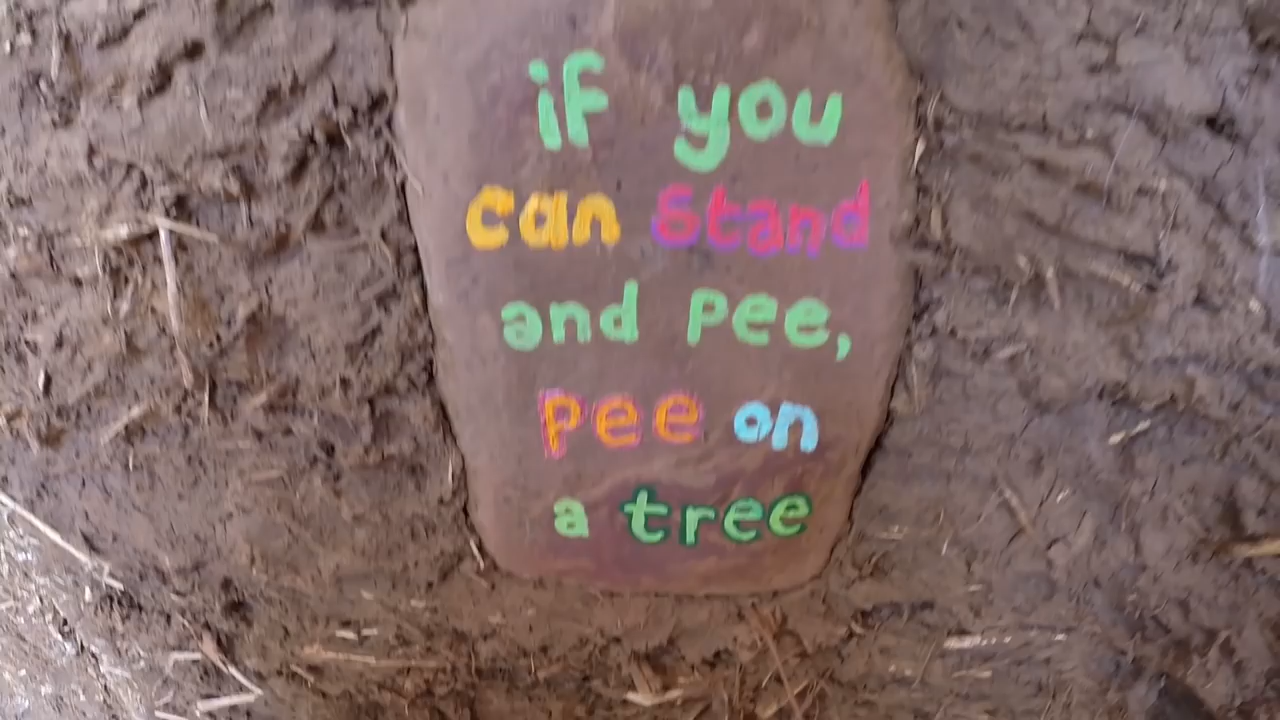 if you
can stand
and pee,
pee on
a tree